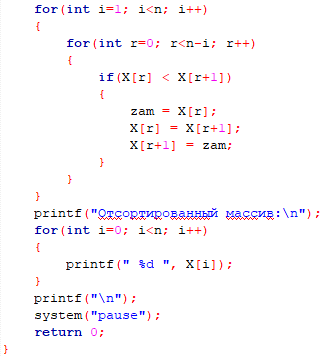 for(int i=1; i<n; i++)
{
for(int r=0; r<n-i; r++)
{
if(X[r] < X[r+1])
{
zam = X[r];
X[r] = X[r+1];
X[r+1] = zam;
}
}
}
printf("Отсортированный массив:\n");
for(int i=0; i<n; i++)
{
printf(" %d ", X[i]);
}
printf("\n");
system("pause");
return 0;
}